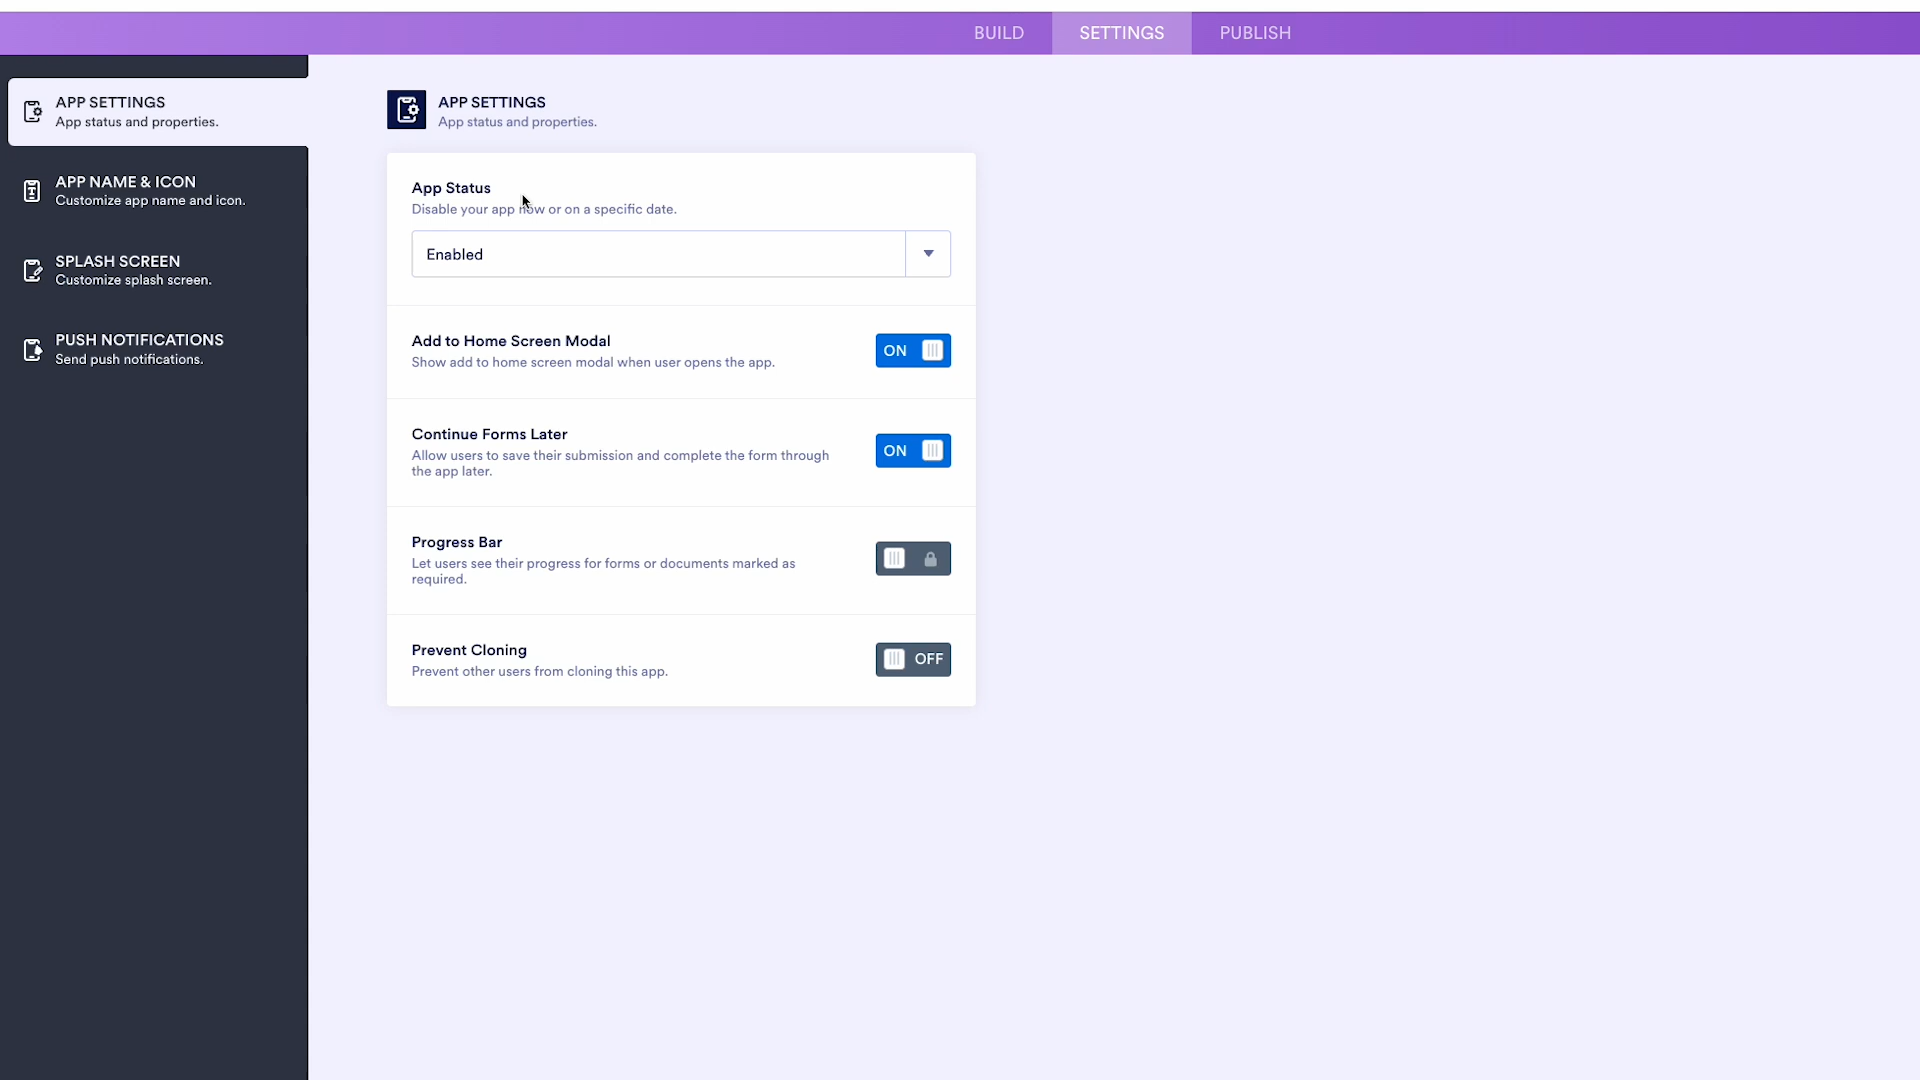 BUILD
SETTINGS
PUBLISH
APP SETTINGS
App status and properties.
APP NAME & ICON
Customize app name and icon.
SPLASH SCREEN
Customize splash screen.
PUSH NOTIFICATIONS
Send push notifications.
APP SETTINGS
App status and properties.
App Status
Disable your app now or on a specific date.
Enabled
Add to Home Screen Modal
Show add to home screen modal when user opens the app.
ON
Continue Forms Later
Allow users to save their submission and complete the form through
the app later.
ON
Progress Bar
Let users see their progress for forms or documents marked as
required.
Prevent Cloning
Prevent other users from cloning this app.
OFF